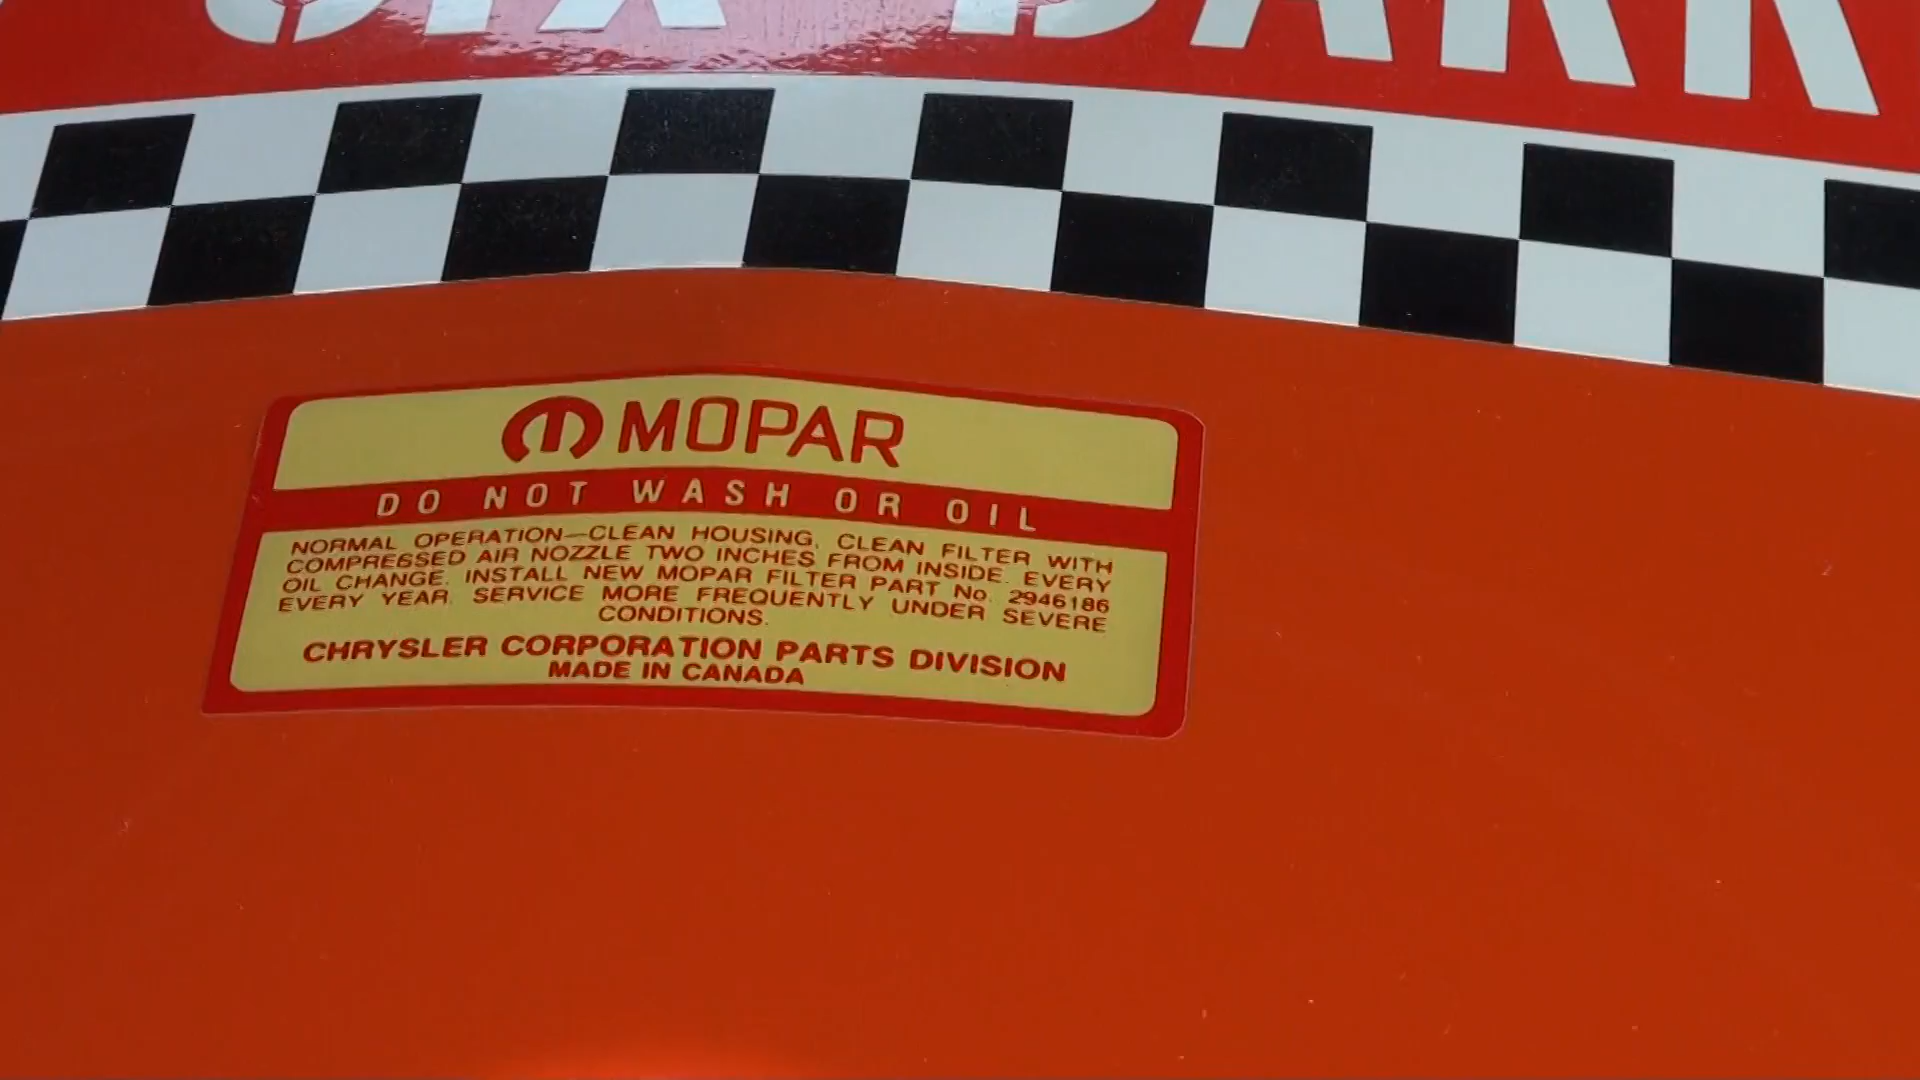 SIX BARR
MOPAR
DO NOT WASH OR OIL
NORMAL OPERATION—CLEAN HOUSING, CLEAN FILTER WITH
COMPRESSED AIR NOZZLE TWO INCHES FROM INSIDE. EVERY
OIL CHANGE. INSTALL NEW MOPAR FILTER PART No. 2946186
EVERY YEAR. SERVICE MORE FREQUENTLY UNDER SEVERE
CONDITIONS.
CHRYSLER CORPORATION PARTS DIVISION
MADE IN CANADA